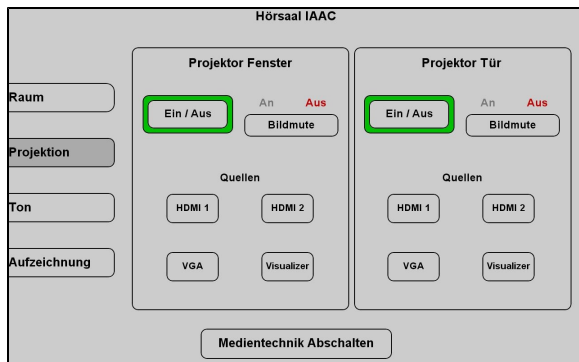 Hörsaal IAAC
Raum
Projektion
Ton
Aufzeichnung
Projektor Fenster
Ein / Aus
An Aus
Bildmute
Quellen
HDMI 1 HDMI 2
VGA Visualizer
Projektor Tür
Ein / Aus
An Aus
Bildmute
Quellen
HDMI 1 HDMI 2
VGA Visualizer
Medientechnik Abschalten